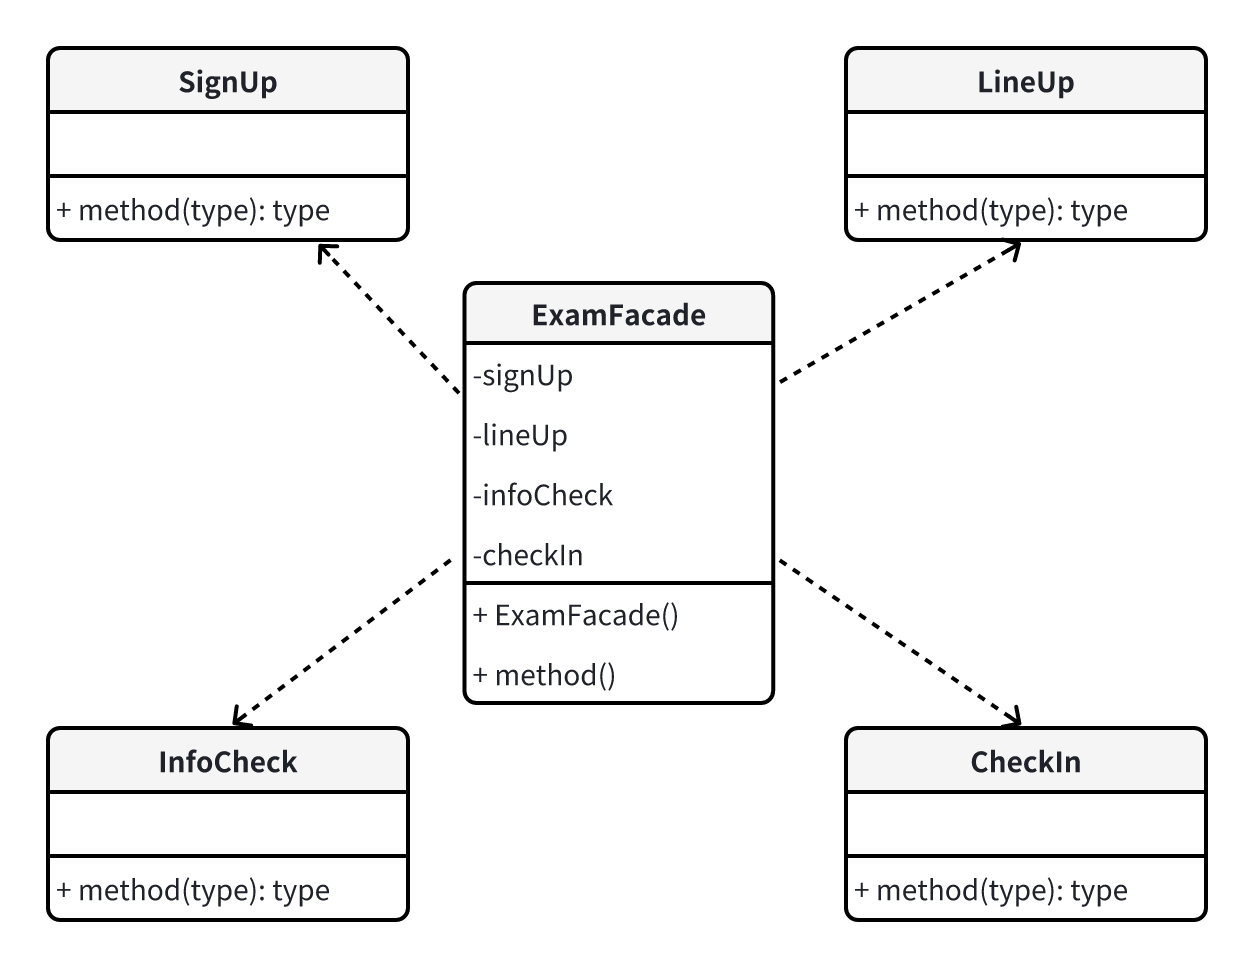 SignUp
+ method(type): type
LineUp
+ method(type): type
ExamFacade
-signUp
-lineUp
-infoCheck
-checkIn
+ ExamFacade()
+ method()
InfoCheck
+ method(type): type
CheckIn
+ method(type): type